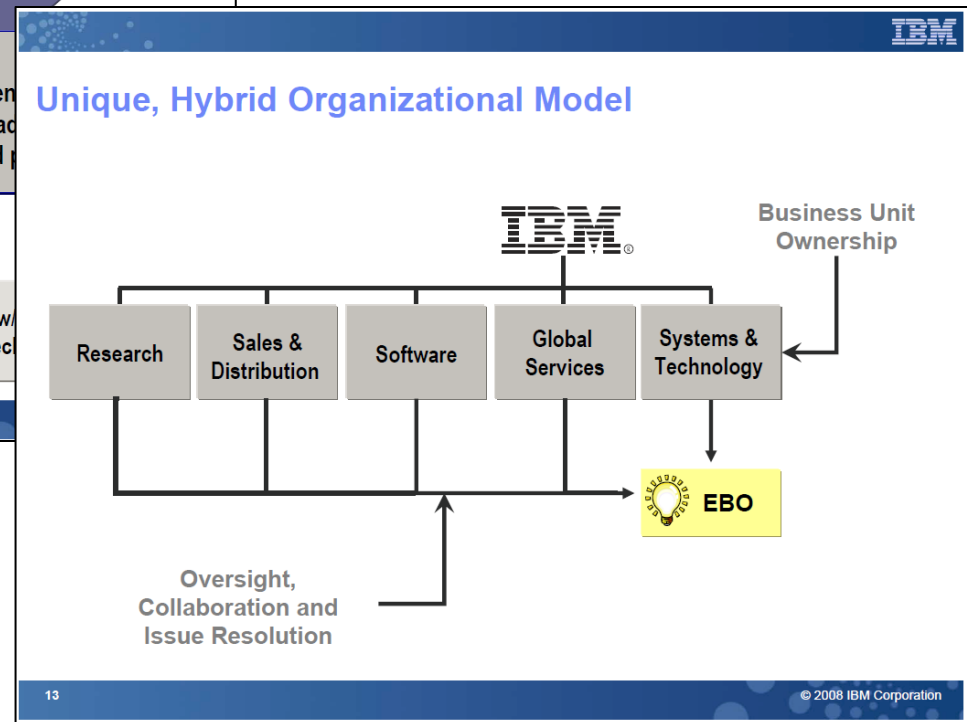 IBM
Unique, Hybrid Organizational Model
IBM®
Business Unit
Ownership
Research
Sales &
Distribution
Software
Global
Services
Systems &
Technology
EBO
Oversight,
Collaboration and
Issue Resolution
13
© 2008 IBM Corporation